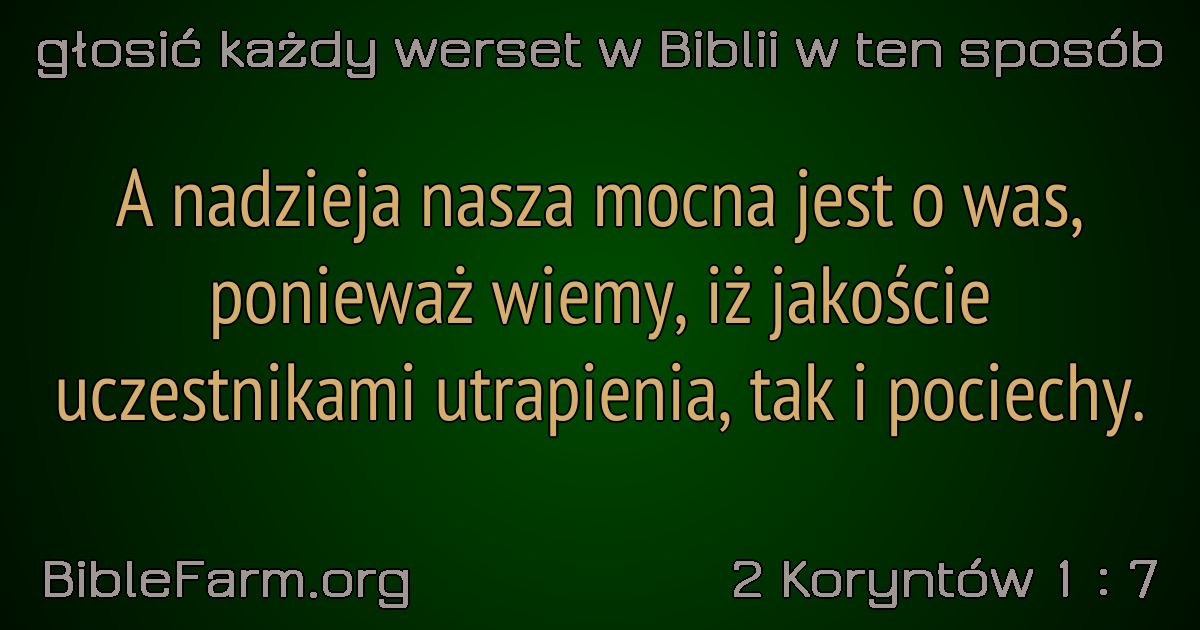 głosić każdy werset w Biblii w ten sposób
A nadzieja nasza mocna jest o was,
ponieważ wiemy, iż jakoście
uczestnikami utrapienia, tak i pociechy.
BibleFarm.org
2 Koryntów 1 : 7